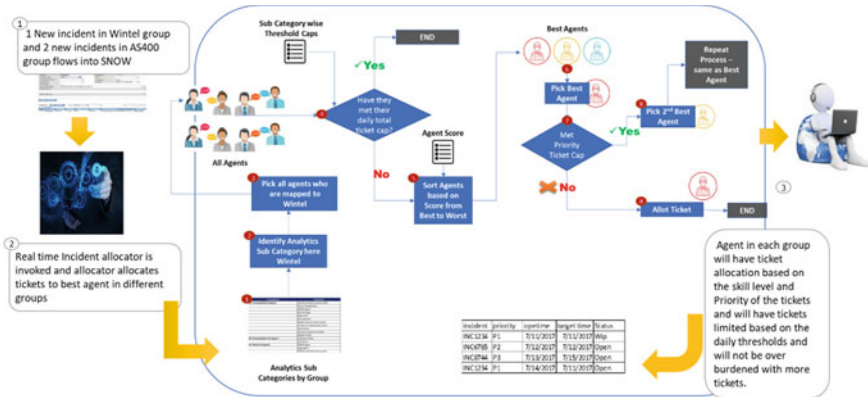 1
1 New incident in Wintel group
and 2 new incidents in AS400
group flows into SNOW
2
Real time Incident allocator is
invoked and allocator allocates
tickets to best agent in different
groups
Sub Category wise
Threshold Caps
END
Yes
Have they
met their
daily total
ticket cap?
All Agents
No
Agent Score
Pick all agents who
are mapped to
Wintel
Sort Agents
based on
Score from
Best to Worst
Identify Analytics
Sub Category here
Wintel
Analytics Sub
Categories by Group
Best Agents
Pick Best
Agent
Met
Priority
Ticket Cap
Yes
Pick 2nd Best
Agent
Repeat
Process –
same as Best
Agent
No
Allot Ticket
END
3
Agent in each group
will have ticket
allocation based on
the skill level and
Priority of the tickets
and will have tickets
limited based on the
daily thresholds and
will not be over
burdened with more
tickets.
incident priority opetime target time Status
INC1234 P1 7/11/2017 7/11/2017 Wip
INC6785 P2 7/12/2017 7/12/2017 Open
INC8744 P3 7/13/2017 7/15/2017 Open
INC1234 P1 7/14/2017 7/11/2017 Open